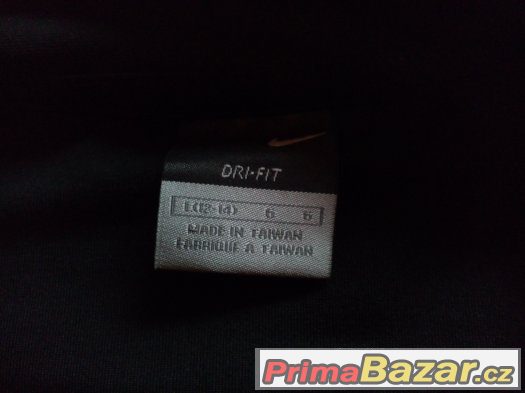 DRI-FIT
L(12-14) 6 6
MADE IN TAIWAN
FABRIQUE A TAIWAN
PrimaBazar.cz